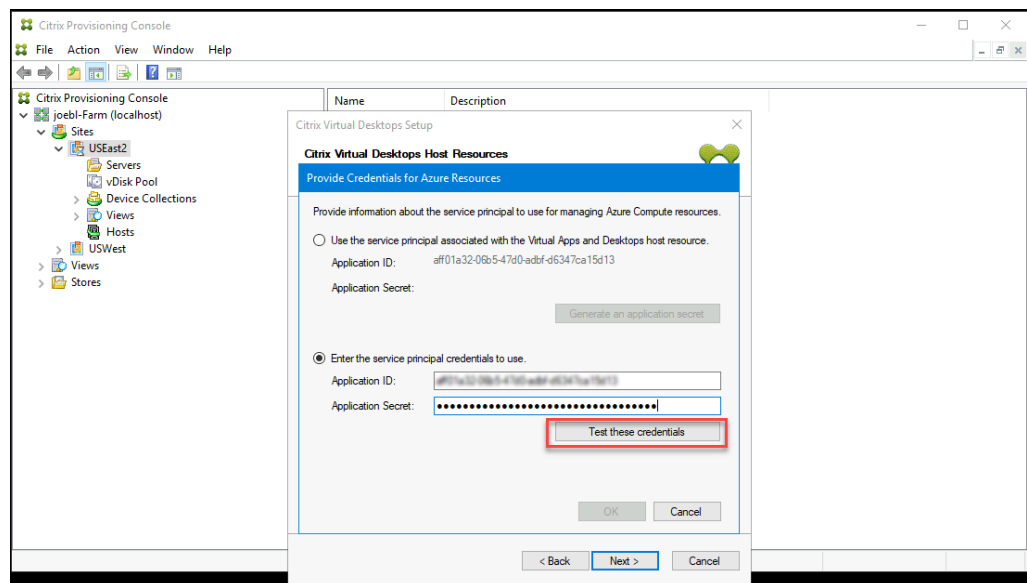 Citrix Provisioning Console
File Action View Window Help
Citrix Provisioning Console
joebl-Farm (localhost)
Sites
USEast2
Servers
vDisk Pool
Device Collections
Views
Hosts
USWest
Views
Stores
Name Description
Citrix Virtual Desktops Setup
Citrix Virtual Desktops Host Resources
Provide Credentials for Azure Resources
Provide information about the service principal to use for managing Azure Compute resources.
Use the service principal associated with the Virtual Apps and Desktops host resource.
Application ID: aff01a32-06b5-47d0-adbf-d6347ca15d13
Application Secret:
Generate an application secret
Enter the service principal credentials to use.
Application ID:
Application Secret:
Test these credentials
OK Cancel
< Back Next > Cancel